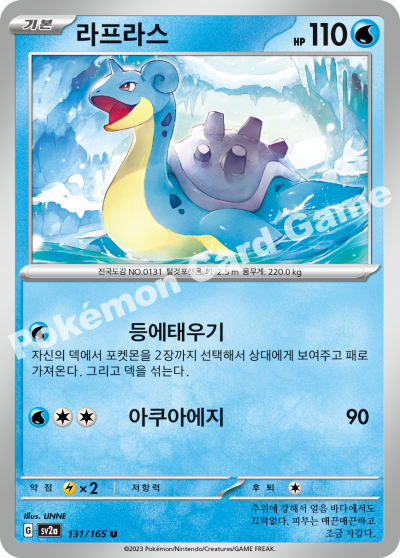 기본 라프라스 HP 110
Pokémon Card Game
전국도감 NO.0131 탈것포켓몬 키: 2.5 m 몸무게: 220.0 kg
등에태우기
자신의 덱에서 포켓몬을 2장까지 선택해서 상대에게 보여주고 패로
가져온다. 그리고 덱을 섞는다.
아쿠아에지 90
약점 ×2 저항력 후퇴
Illus. LINNE
G sv2a 131/165 U
추위에 강해서 얼음 바다에서도
끄떡없다. 피부는 매끈매끈하고
조금 차갑다.
©2023 Pokémon/Nintendo/Creatures/GAME FREAK.